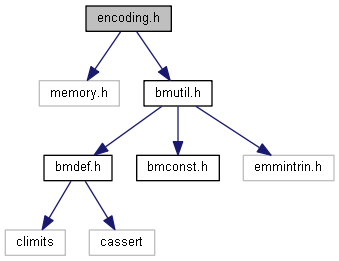 encoding.h
memory.h
bmutil.h
bmdef.h
bmconst.h
emmintrin.h
climits
cassert